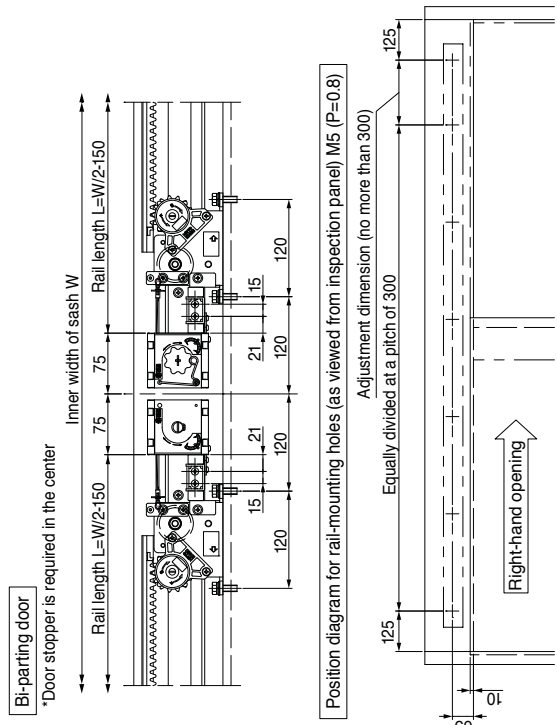 Bi-parting door
*Door stopper is required in the center
Inner width of sash W
Rail length L=W/2-150
75
75
Rail length L=W/2-150
15
21
21
15
120
120
120
120
Position diagram for rail-mounting holes (as viewed from inspection panel) M5 (P=0.8)
Adjustment dimension (no more than 300)
125
Equally divided at a pitch of 300
125
10
Right-hand opening